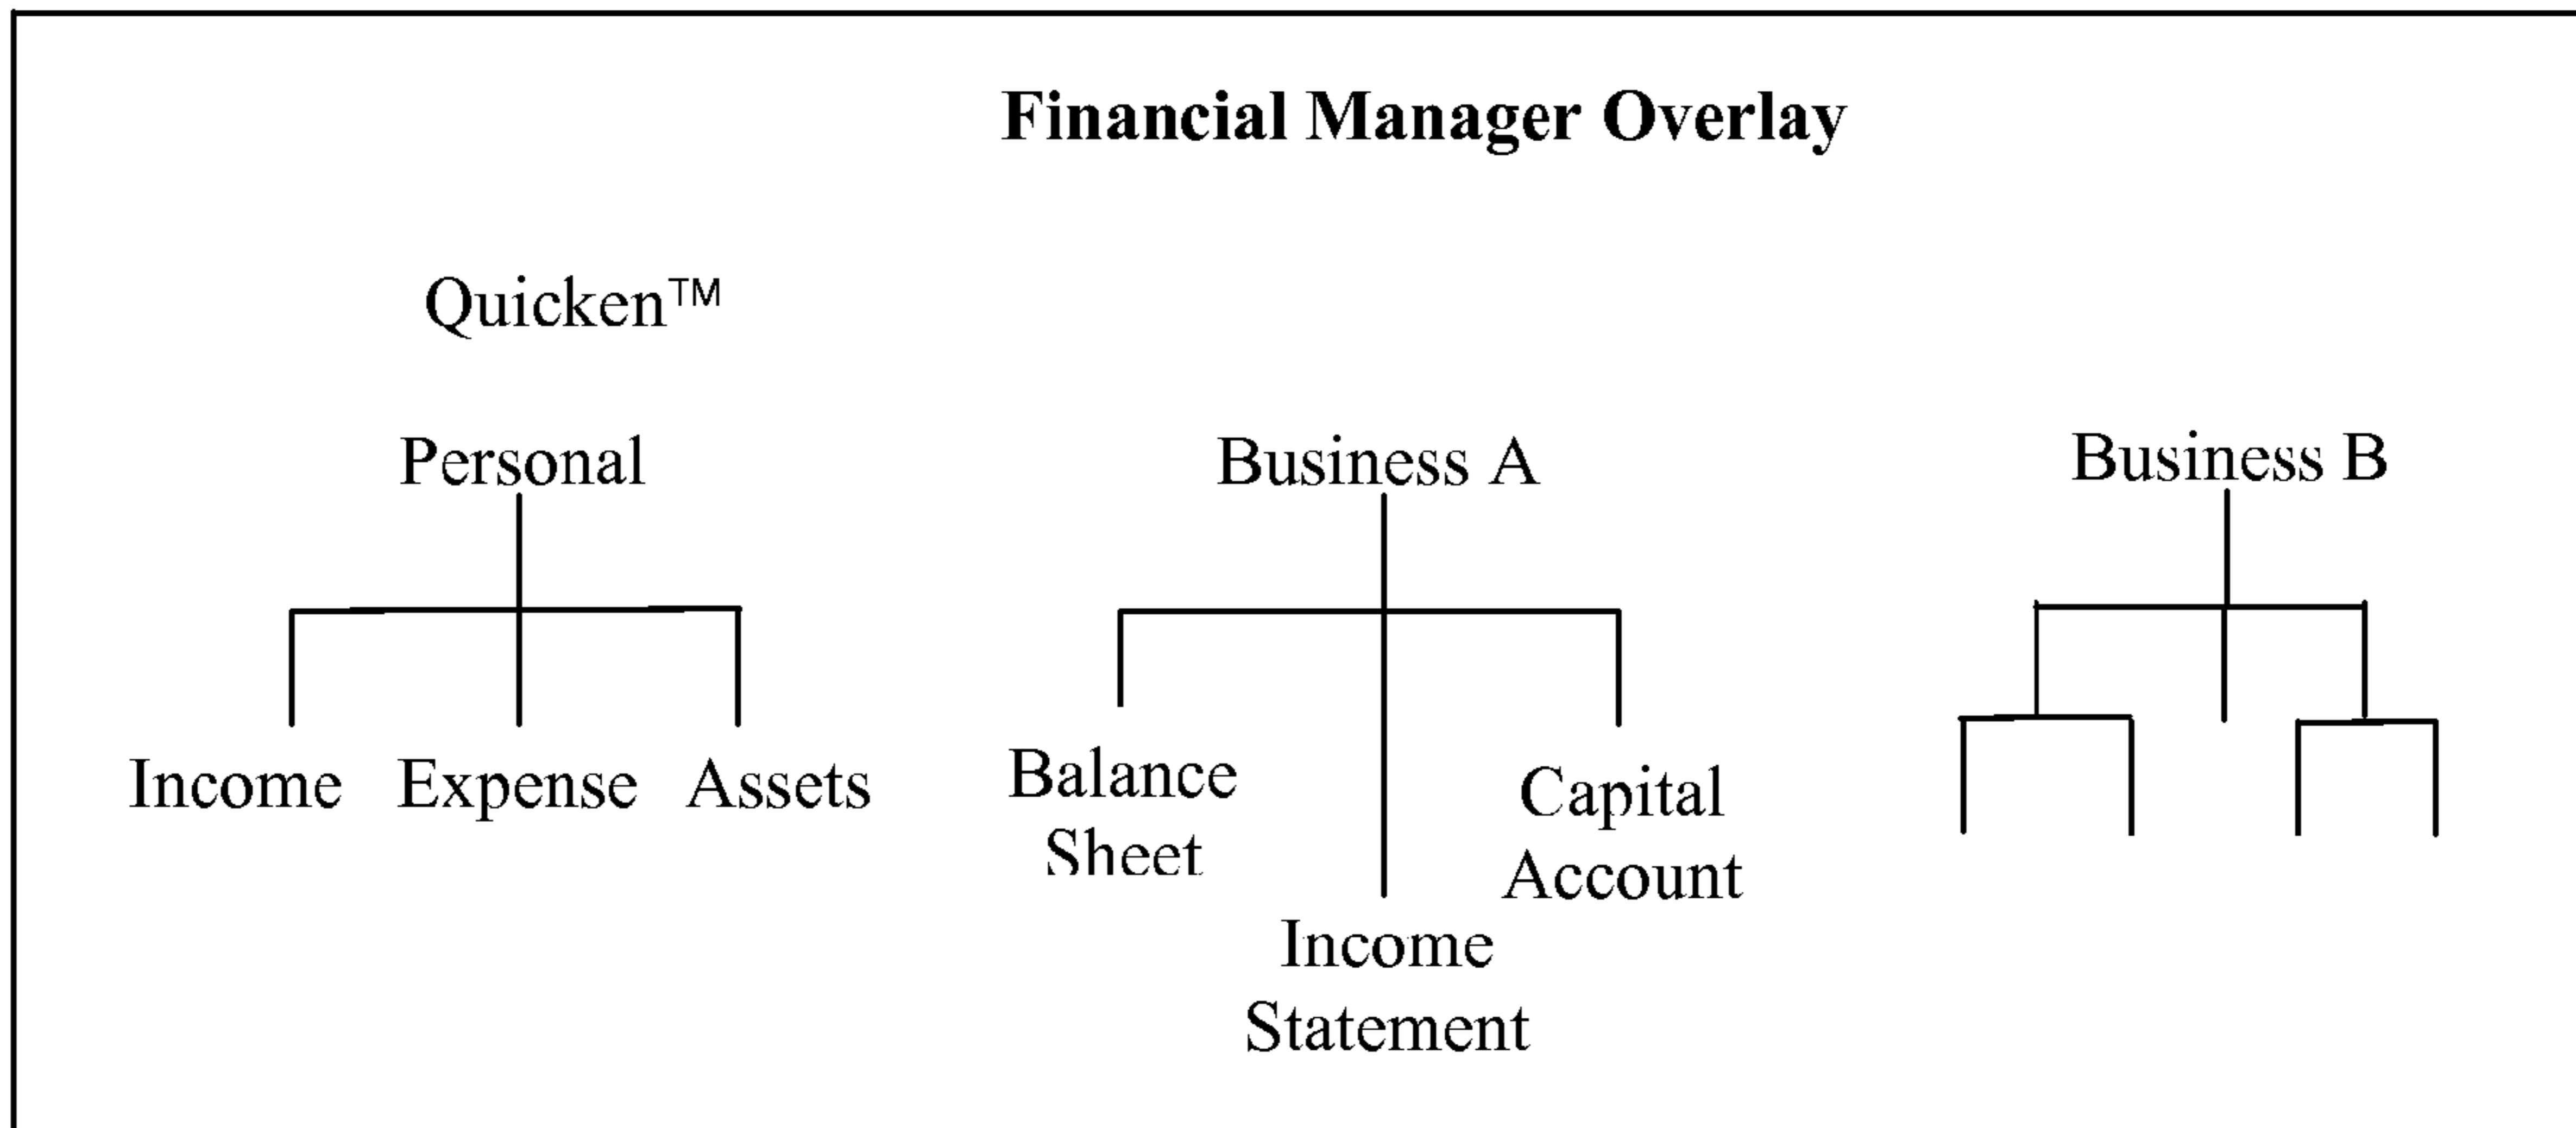 Financial Manager Overlay
Quicken™
Personal
Business A
Business B
Income
Expense
Assets
Balance
Sheet
Capital
Account
Income
Statement